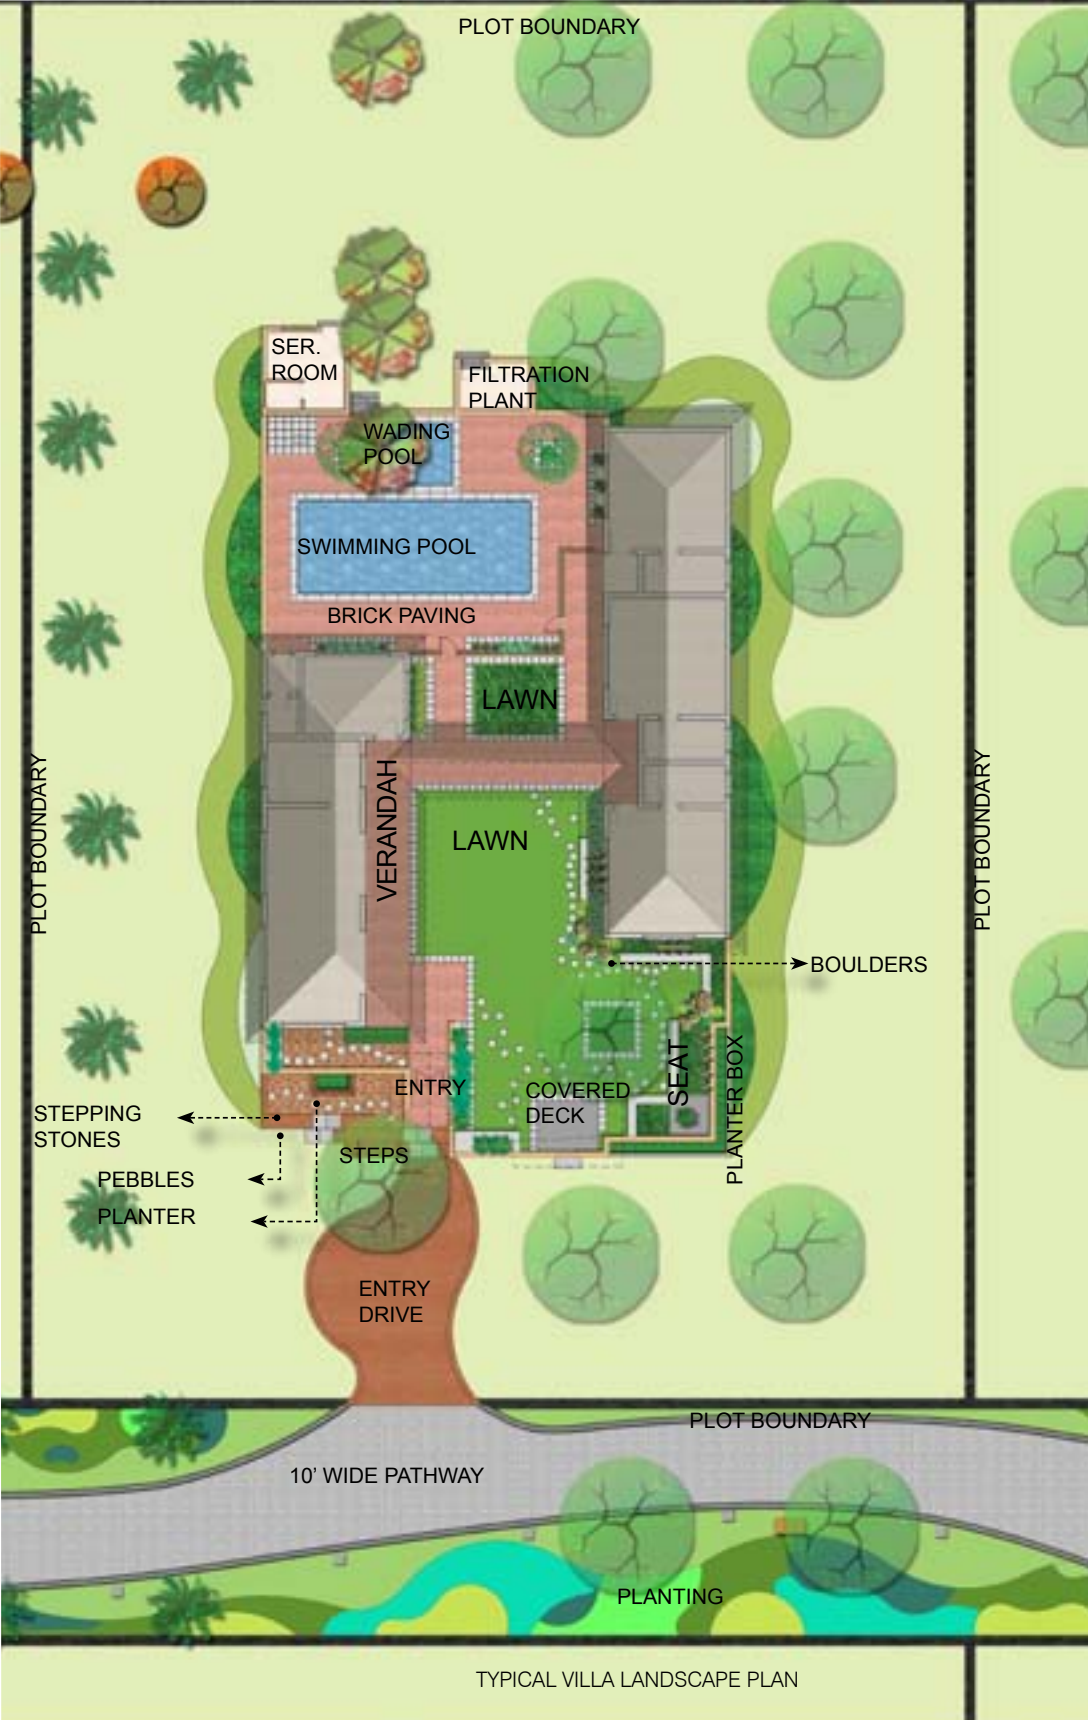 PLOT BOUNDARY
SER.
ROOM
FILTRATION
PLANT
WADING
POOL
SWIMMING POOL
BRICK PAVING
LAWN
PLOT BOUNDARY
VERANDAH
LAWN
PLOT BOUNDARY
BOULDERS
SEAT
PLANTER BOX
ENTRY
COVERED
DECK
STEPPING
STONES
STEPS
PEBBLES
PLANTER
ENTRY
DRIVE
PLOT BOUNDARY
10' WIDE PATHWAY
PLANTING
TYPICAL VILLA LANDSCAPE PLAN